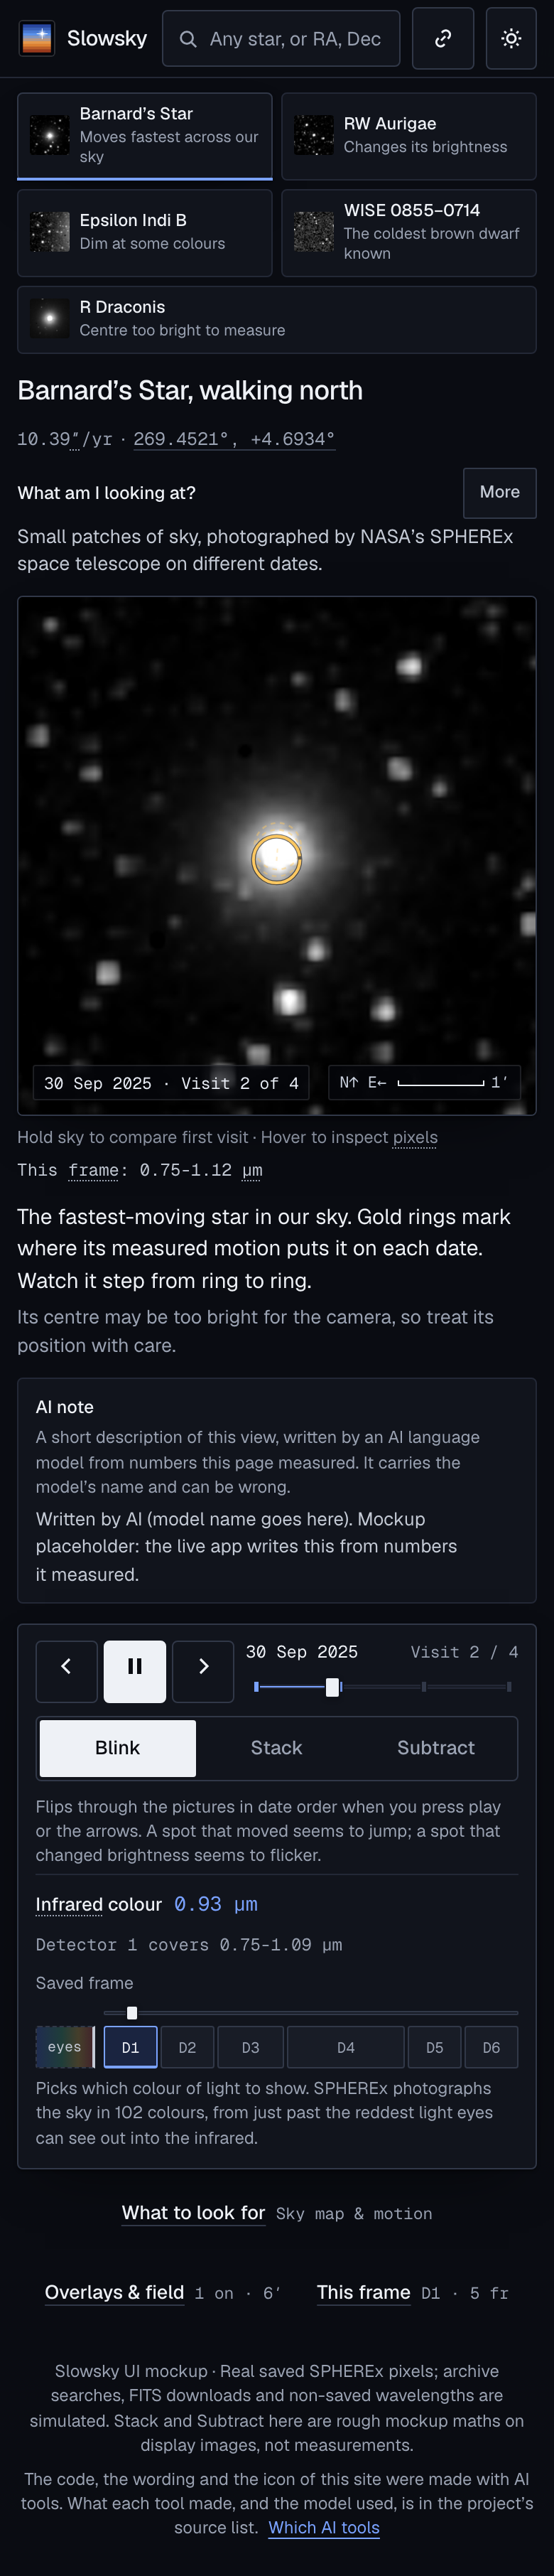 Slowsky
Any star, or RA, Dec
Barnard’s Star
Moves fastest across our
sky
RW Aurigae
Changes its brightness
Epsilon Indi B
Dim at some colours
WISE 0855–0714
The coldest brown dwarf
known
R Draconis
Centre too bright to measure
Barnard’s Star, walking north
10.39″/yr · 269.4521°, +4.6934°
What am I looking at?
More
Small patches of sky, photographed by NASA’s SPHEREx
space telescope on different dates.
30 Sep 2025 · Visit 2 of 4
N↑ E← 1′
Hold sky to compare first visit · Hover to inspect pixels
This frame: 0.75–1.12 µm
The fastest-moving star in our sky. Gold rings mark
where its measured motion puts it on each date.
Watch it step from ring to ring.
Its centre may be too bright for the camera, so treat its
position with care.
AI note
A short description of this view, written by an AI language
model from numbers this page measured. It carries the
model’s name and can be wrong.
Written by AI (model name goes here). Mockup
placeholder: the live app writes this from numbers
it measured.
30 Sep 2025
Visit 2 / 4
Blink
Stack
Subtract
Flips through the pictures in date order when you press play
or the arrows. A spot that moved seems to jump; a spot that
changed brightness seems to flicker.
Infrared colour 0.93 µm
Detector 1 covers 0.75–1.09 µm
Saved frame
eyes
D1
D2
D3
D4
D5
D6
Picks which colour of light to show. SPHEREx photographs
the sky in 102 colours, from just past the reddest light eyes
can see out into the infrared.
What to look for Sky map & motion
Overlays & field 1 on · 6′
This frame D1 · 5 fr
Slowsky UI mockup · Real saved SPHEREx pixels; archive
searches, FITS downloads and non-saved wavelengths are
simulated. Stack and Subtract here are rough mockup maths on
display images, not measurements.
The code, the wording and the icon of this site were made with AI
tools. What each tool made, and the model used, is in the project’s
source list. Which AI tools